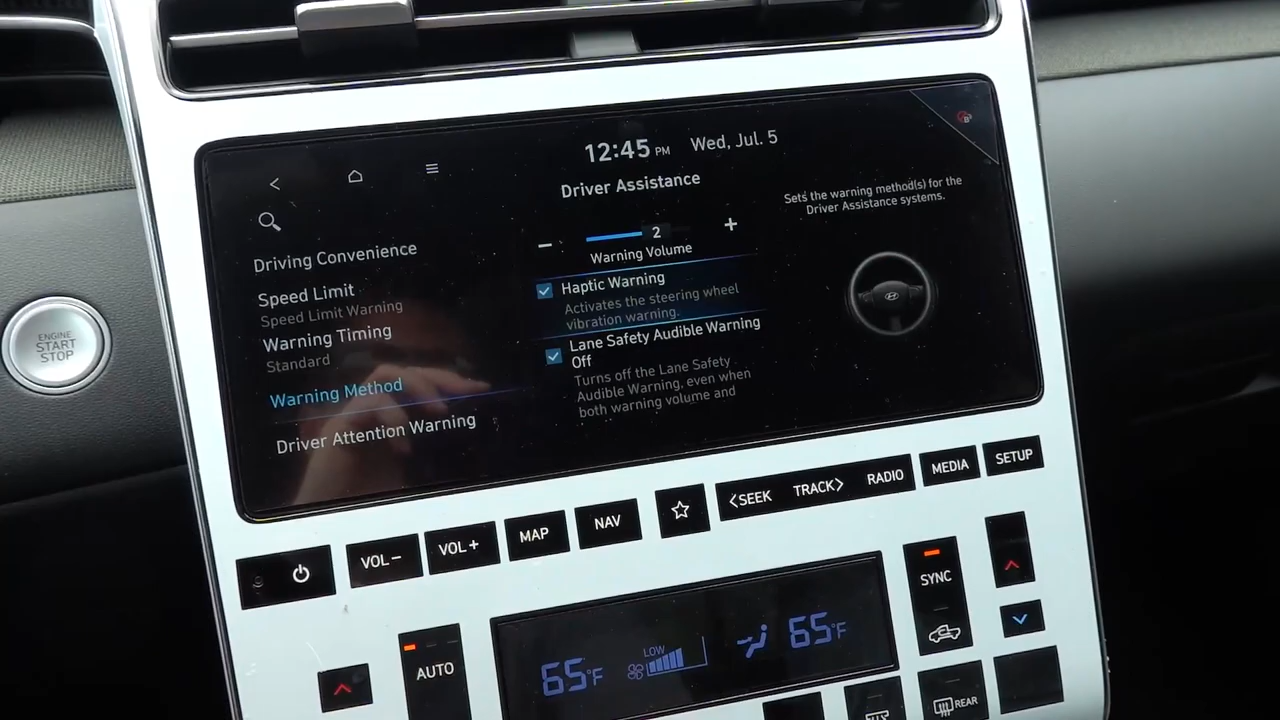 12:45 PM Wed, Jul. 5
Driver Assistance
Driving Convenience
Speed Limit
Speed Limit Warning
Warning Timing
Standard
Warning Method
Driver Attention Warning
− 2 +
Warning Volume
Haptic Warning
Activates the steering wheel
vibration warning.
Lane Safety Audible Warning
Off
Turns off the Lane Safety
Audible Warning, even when
both warning volume and
Sets the warning method(s) for the
Driver Assistance systems.
ENGINE
START
STOP
VOL−
VOL+
MAP
NAV
<SEEK
TRACK>
RADIO
MEDIA
SETUP
AUTO
65°F
LOW
65°F
SYNC
REAR